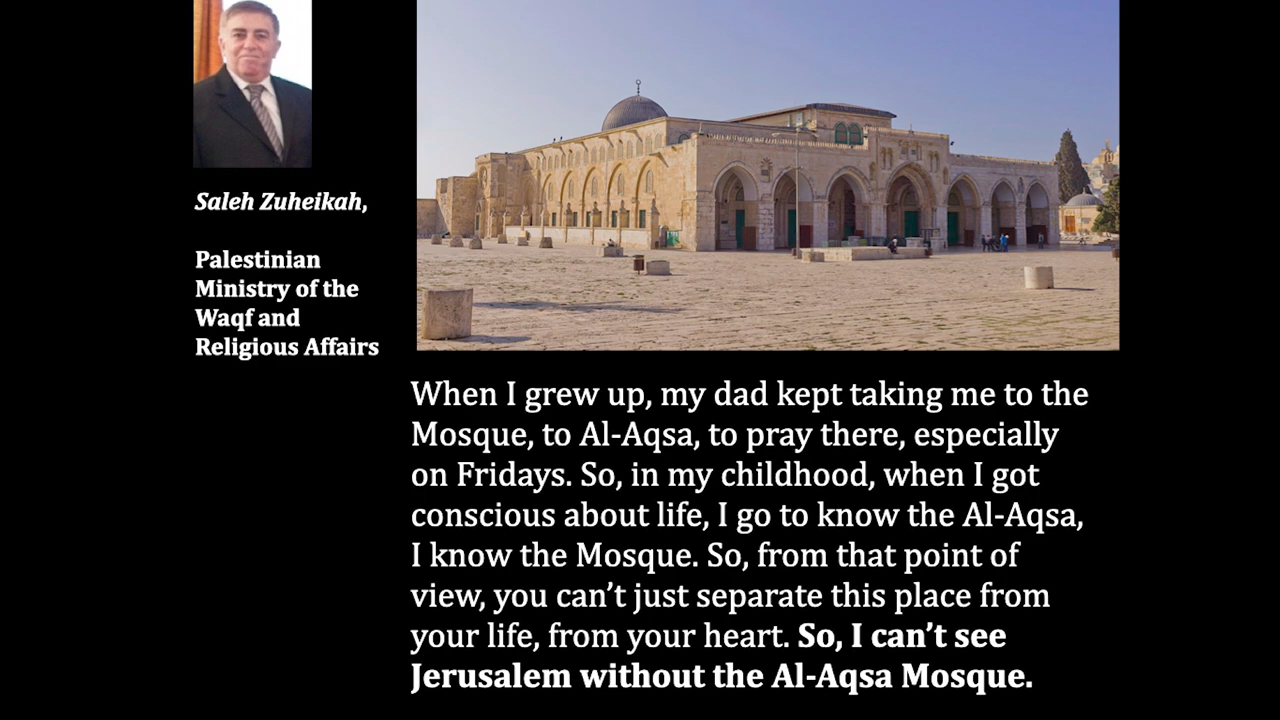 Saleh Zuheikah,
Palestinian
Ministry of the
Waqf and
Religious Affairs
When I grew up, my dad kept taking me to the
Mosque, to Al-Aqsa, to pray there, especially
on Fridays. So, in my childhood, when I got
conscious about life, I go to know the Al-Aqsa,
I know the Mosque. So, from that point of
view, you can’t just separate this place from
your life, from your heart. So, I can’t see
Jerusalem without the Al-Aqsa Mosque.